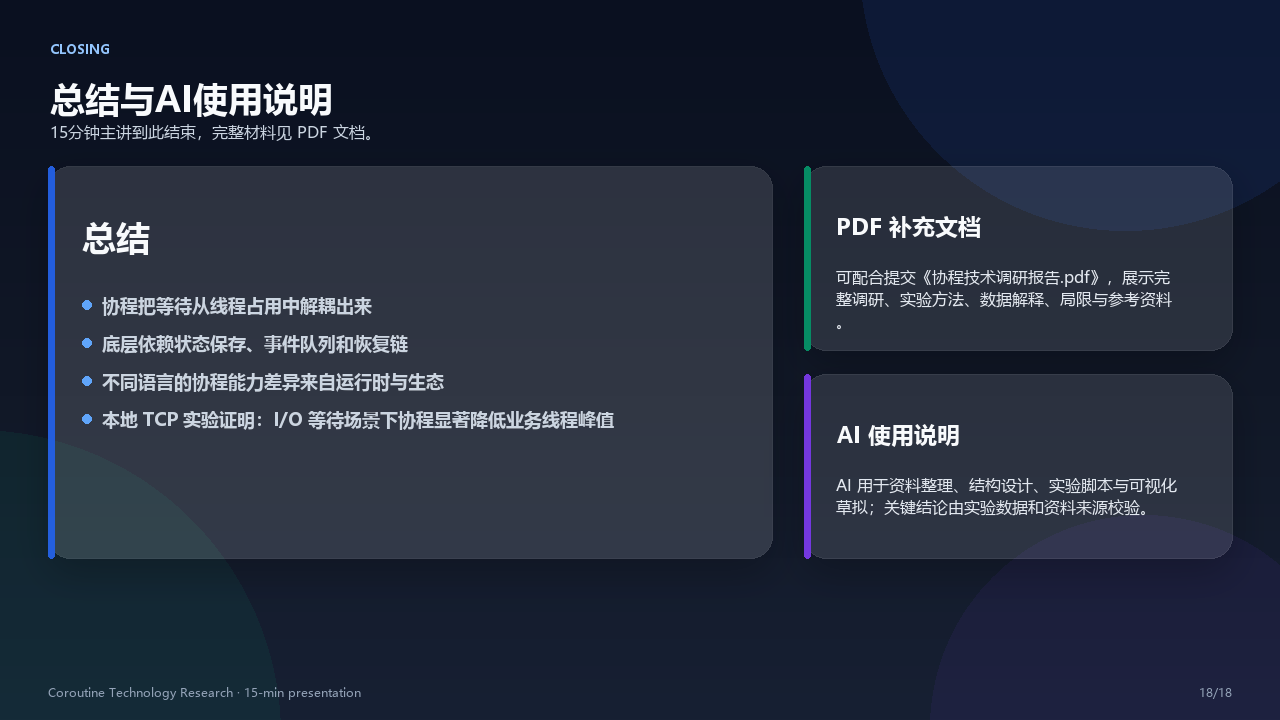 CLOSING
总结与AI使用说明
15分钟主讲到此结束，完整材料见 PDF 文档。
总结
协程把等待从线程占用中解耦出来
底层依赖状态保存、事件队列和恢复链
不同语言的协程能力差异来自运行时与生态
本地 TCP 实验证明：I/O 等待场景下协程显著降低业务线程峰值
PDF 补充文档
可配合提交《协程技术调研报告.pdf》，展示完
整调研、实验方法、数据解释、局限与参考资料
。
AI 使用说明
AI 用于资料整理、结构设计、实验脚本与可视化
草拟；关键结论由实验数据和资料来源校验。
Coroutine Technology Research · 15-min presentation
18/18